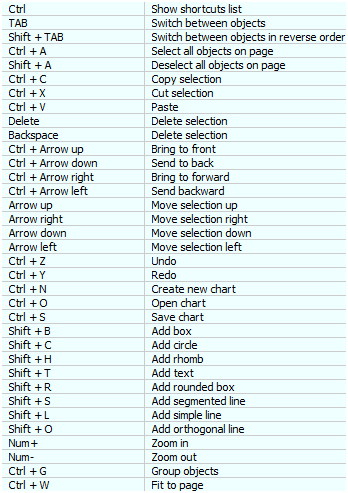 Ctrl Show shortcuts list
TAB Switch between objects
Shift + TAB Switch between objects in reverse order
Ctrl + A Select all objects on page
Shift + A Deselect all objects on page
Ctrl + C Copy selection
Ctrl + X Cut selection
Ctrl + V Paste
Delete Delete selection
Backspace Delete selection
Ctrl + Arrow up Bring to front
Ctrl + Arrow down Send to back
Ctrl + Arrow right Bring to forward
Ctrl + Arrow left Send backward
Arrow up Move selection up
Arrow right Move selection right
Arrow down Move selection down
Arrow left Move selection left
Ctrl + Z Undo
Ctrl + Y Redo
Ctrl + N Create new chart
Ctrl + O Open chart
Ctrl + S Save chart
Shift + B Add box
Shift + C Add circle
Shift + H Add rhomb
Shift + T Add text
Shift + R Add rounded box
Shift + S Add segmented line
Shift + L Add simple line
Shift + O Add orthogonal line
Num+ Zoom in
Num- Zoom out
Ctrl + G Group objects
Ctrl + W Fit to page